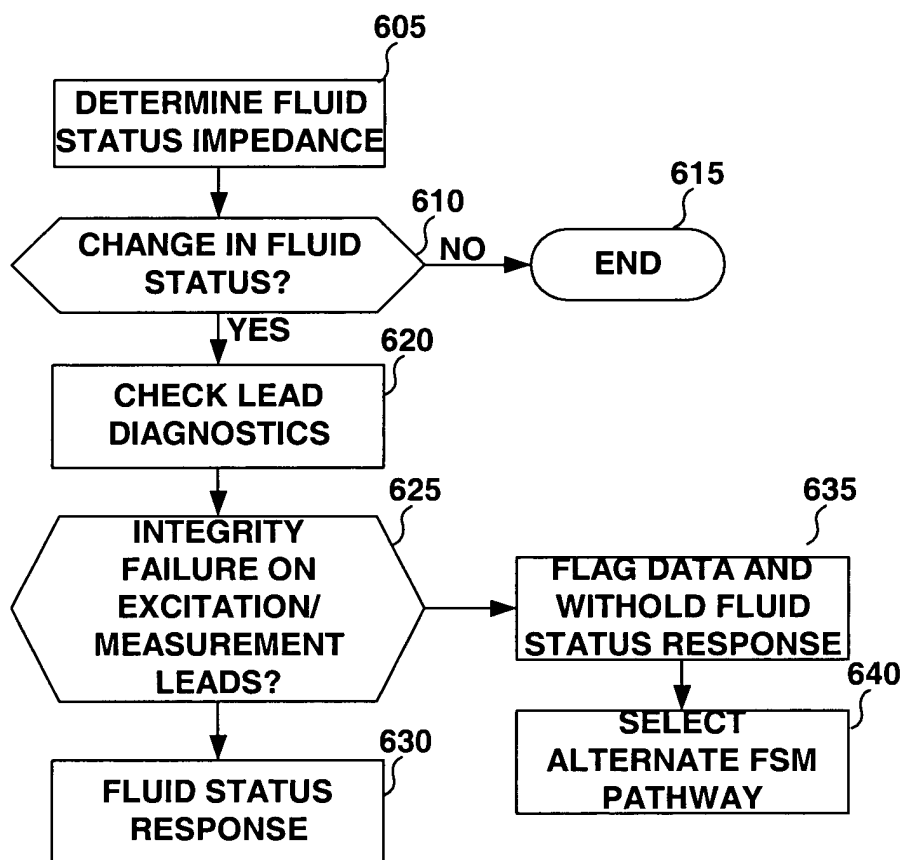 605
DETERMINE FLUID
STATUS IMPEDANCE
610
CHANGE IN FLUID
STATUS?
NO
615
END
YES
620
CHECK LEAD
DIAGNOSTICS
625
INTEGRITY
FAILURE ON
EXCITATION/
MEASUREMENT
LEADS?
635
FLAG DATA AND
WITHOLD FLUID
STATUS RESPONSE
640
SELECT
ALTERNATE FSM
PATHWAY
630
FLUID STATUS
RESPONSE